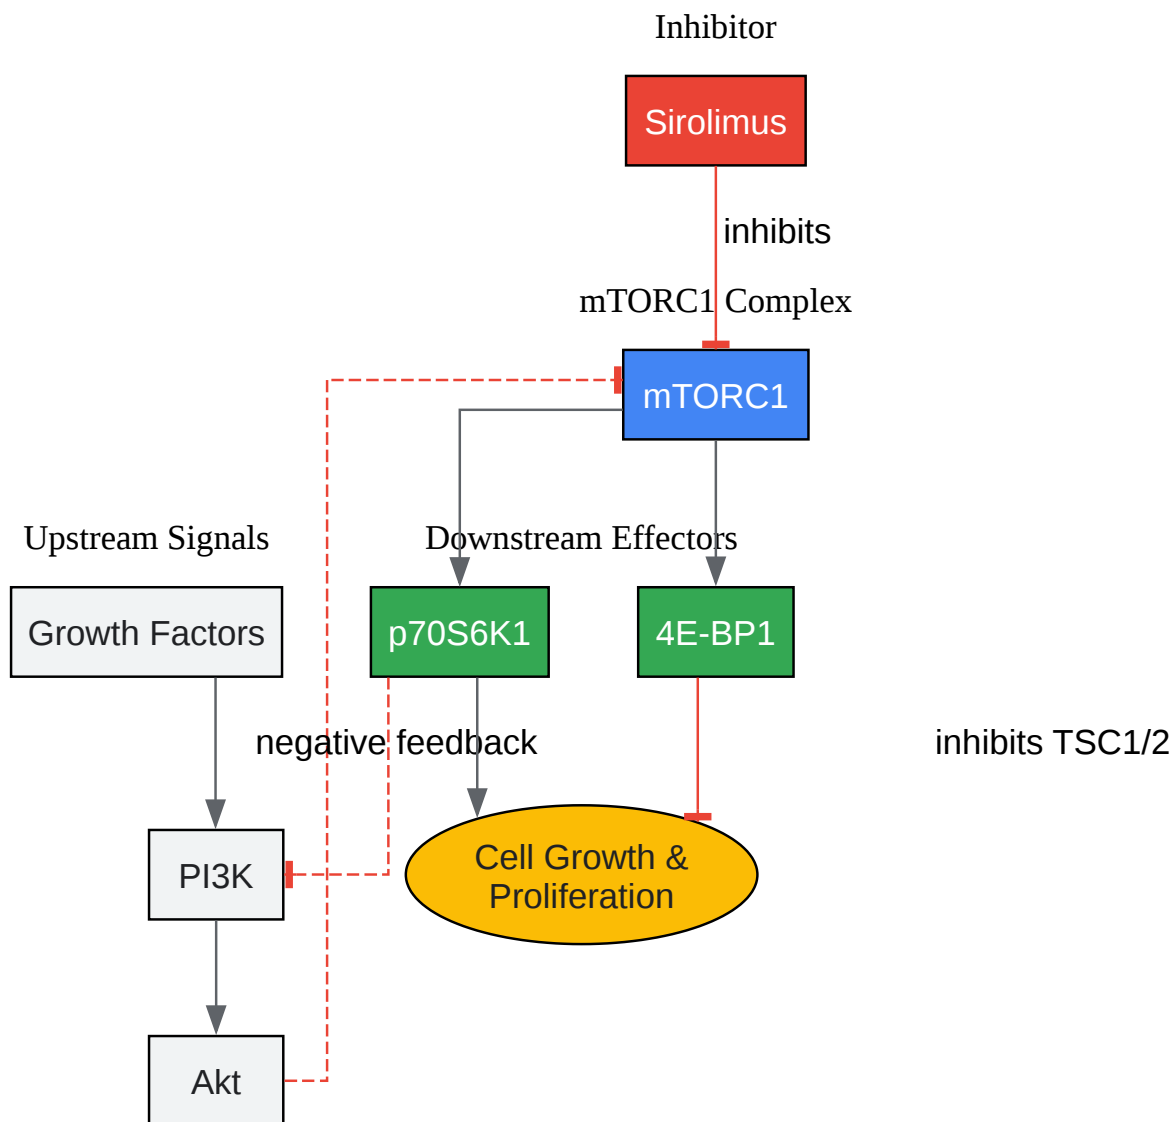 Inhibitor
Sirolimus
inhibits
mTORC1 Complex
mTORC1
Upstream Signals
Downstream Effectors
Growth Factors
p70S6K1
4E-BP1
negative feedback
inhibits TSC1/2
PI3K
Cell Growth &
Proliferation
Akt